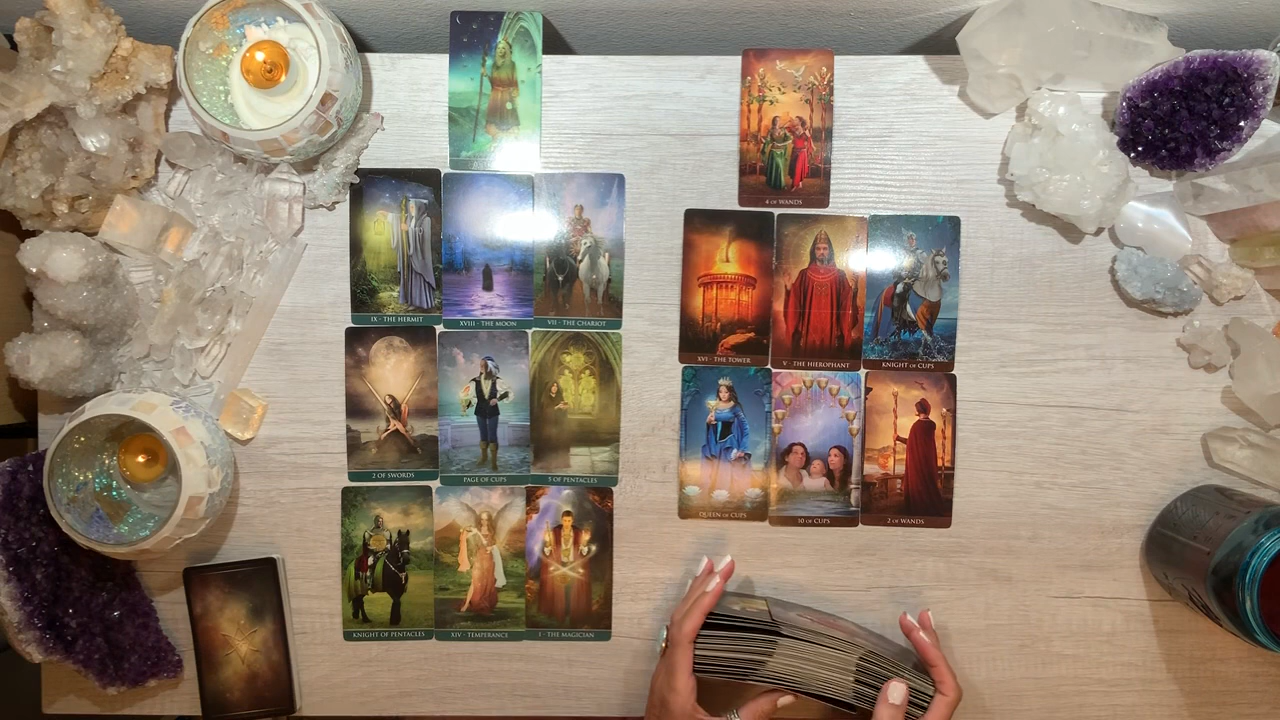 4 OF WANDS
IX - THE HERMIT
XVIII - THE MOON
VII - THE CHARIOT
XVI - THE TOWER
V - THE HIEROPHANT
KNIGHT OF CUPS
2 OF SWORDS
PAGE OF CUPS
5 OF PENTACLES
QUEEN OF CUPS
10 OF CUPS
2 OF WANDS
KNIGHT OF PENTACLES
XIV - TEMPERANCE
I - THE MAGICIAN